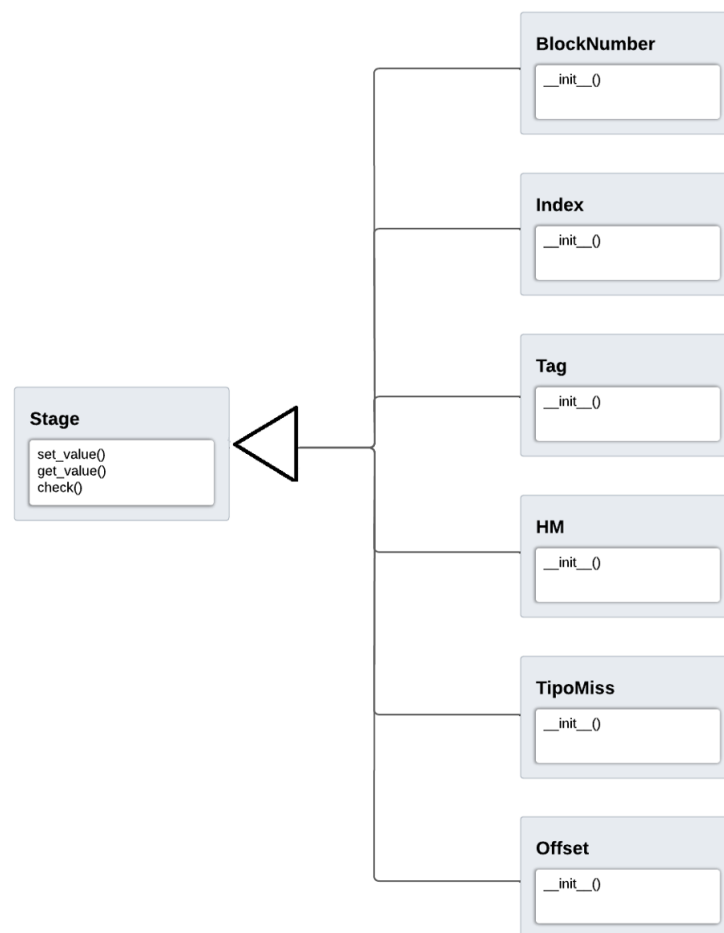 BlockNumber
__init__()
Index
__init__()
Tag
__init__()
Stage
set_value()
get_value()
check()
HM
__init__()
TipoMiss
__init__()
Offset
__init__()